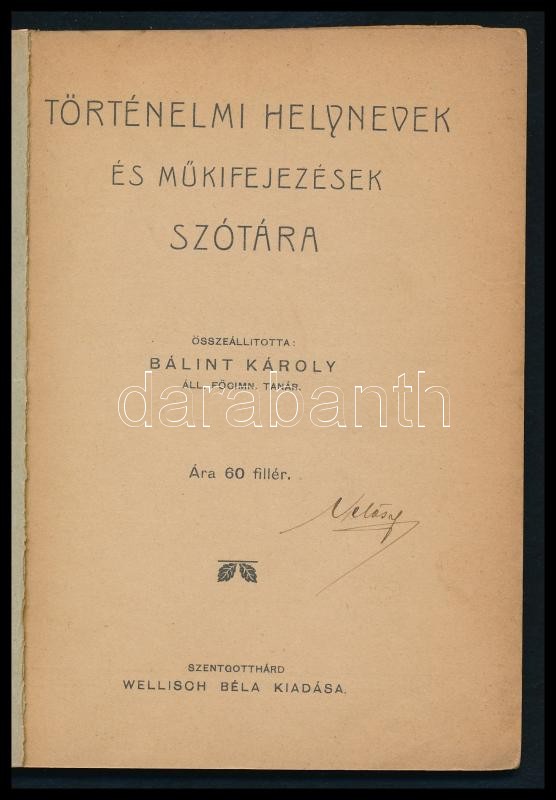 TÖRTÉNELMI HELYNEVEK
ÉS MŰKIFEJEZÉSEK
SZÓTÁRA
ÖSSZEÁLLITOTTA:
BÁLINT KÁROLY
ÁLL. FŐGIMN. TANÁR.
darabanth
Ára 60 fillér.
SZENTGOTTHÁRD
WELLISCH BÉLA KIADÁSA.